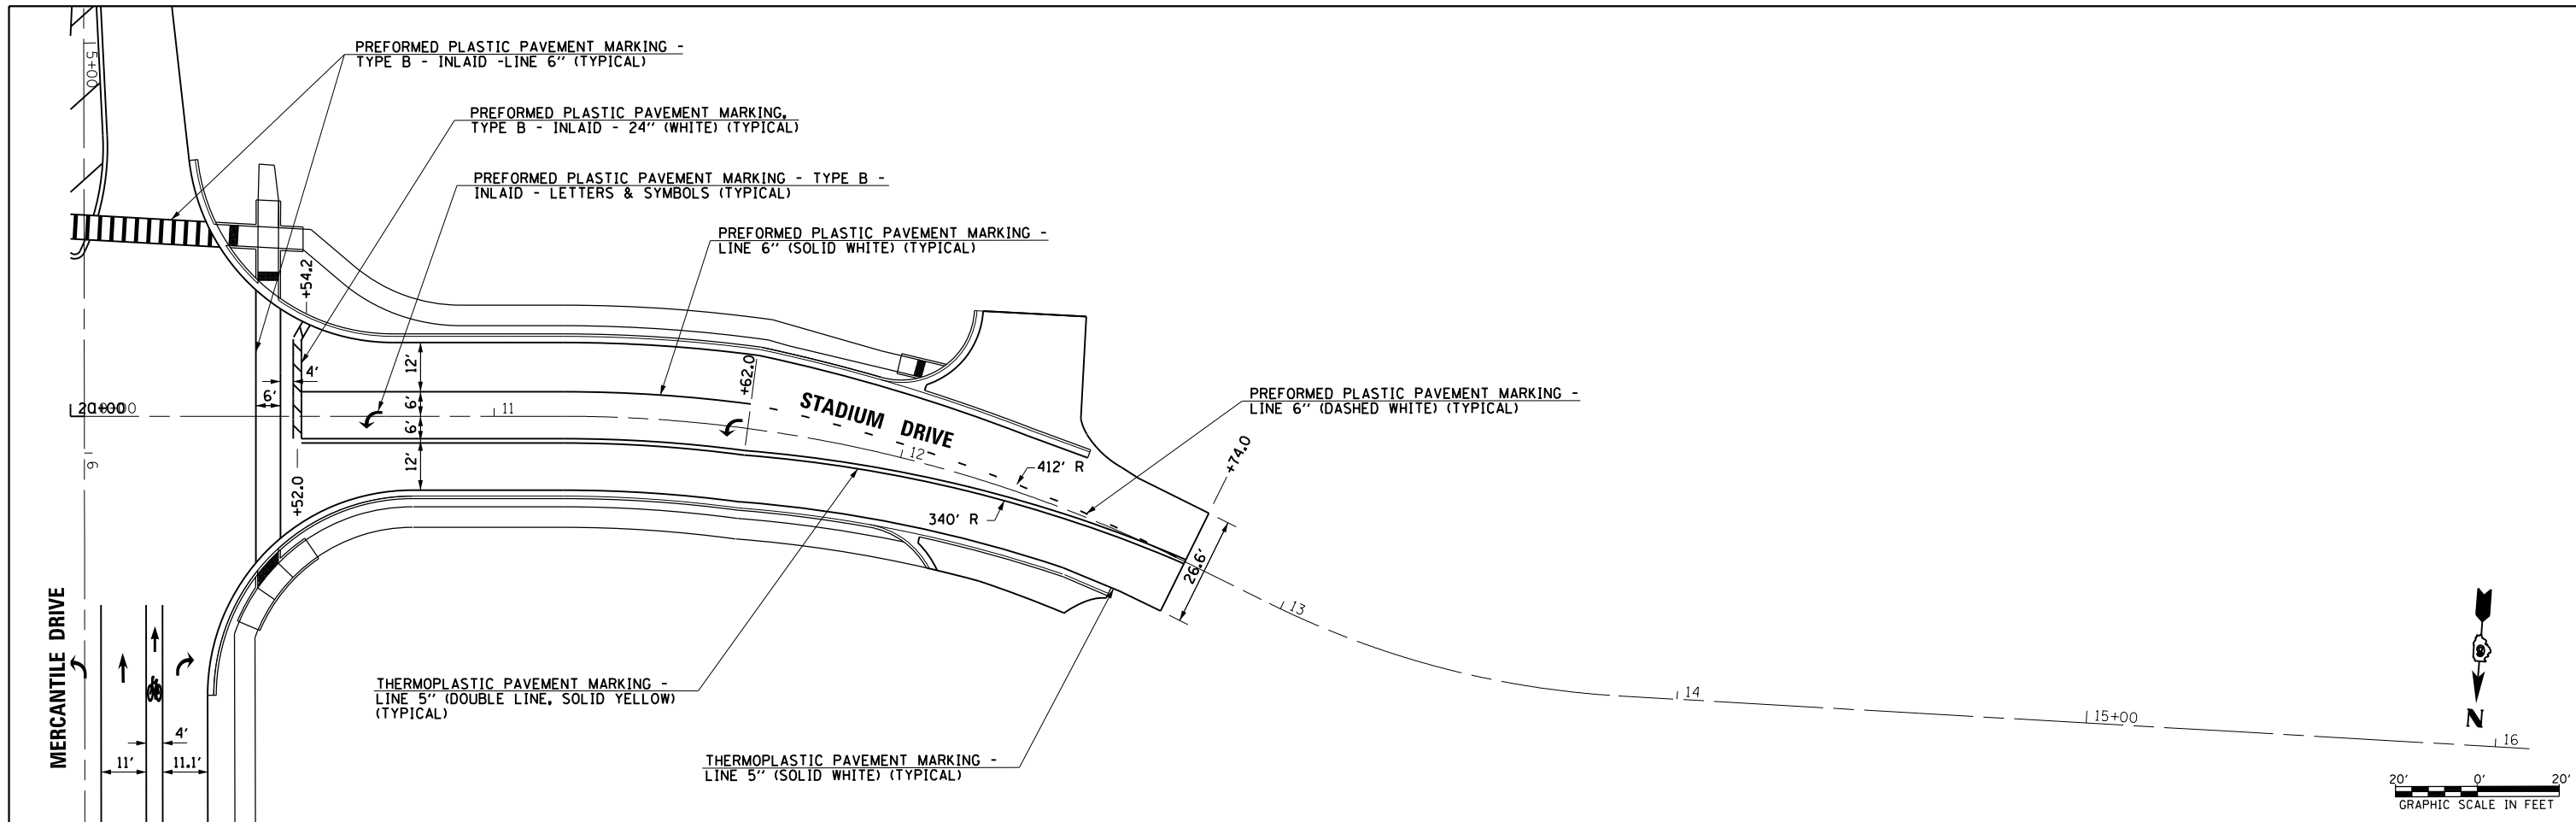 PREFORMED PLASTIC PAVEMENT MARKING -
TYPE B - INLAID -LINE 6" (TYPICAL)
5+00
PREFORMED PLASTIC PAVEMENT MARKING,
TYPE B - INLAID - 24" (WHITE) (TYPICAL)
PREFORMED PLASTIC PAVEMENT MARKING - TYPE B -
INLAID - LETTERS & SYMBOLS (TYPICAL)
PREFORMED PLASTIC PAVEMENT MARKING -
LINE 6" (SOLID WHITE) (TYPICAL)
+54.2
12'
+62.0
4'
6'
6'
6'
12'
+52.0
11
STADIUM DRIVE
12
PREFORMED PLASTIC PAVEMENT MARKING -
LINE 6" (DASHED WHITE) (TYPICAL)
+74.0
412' R
340' R
26.6'
6
13
MERCANTILE DRIVE
THERMOPLASTIC PAVEMENT MARKING -
LINE 5" (DOUBLE LINE, SOLID YELLOW)
(TYPICAL)
14
15+00
N
16
4'
11'
11.1'
THERMOPLASTIC PAVEMENT MARKING -
LINE 5" (SOLID WHITE) (TYPICAL)
20' 0' 20'
GRAPHIC SCALE IN FEET